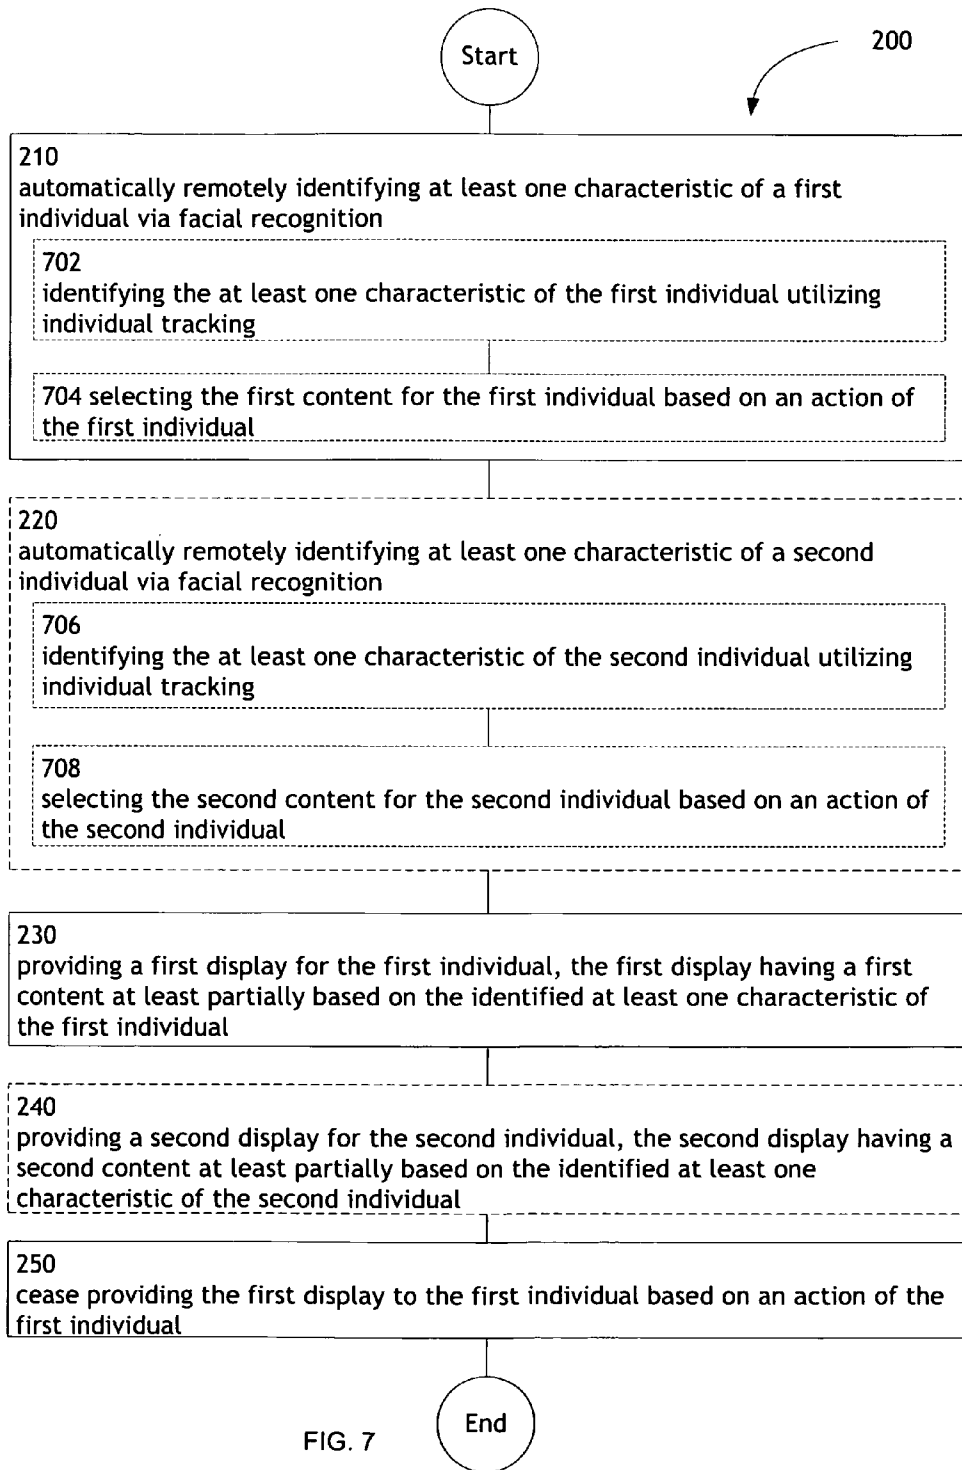 Start
200
210
automatically remotely identifying at least one characteristic of a first
individual via facial recognition
702
identifying the at least one characteristic of the first individual utilizing
individual tracking
704 selecting the first content for the first individual based on an action of
the first individual
220
automatically remotely identifying at least one characteristic of a second
individual via facial recognition
706
identifying the at least one characteristic of the second individual utilizing
individual tracking
708
selecting the second content for the second individual based on an action of
the second individual
230
providing a first display for the first individual, the first display having a first
content at least partially based on the identified at least one characteristic of
the first individual
240
providing a second display for the second individual, the second display having a
second content at least partially based on the identified at least one
characteristic of the second individual
250
cease providing the first display to the first individual based on an action of the
first individual
End
FIG. 7